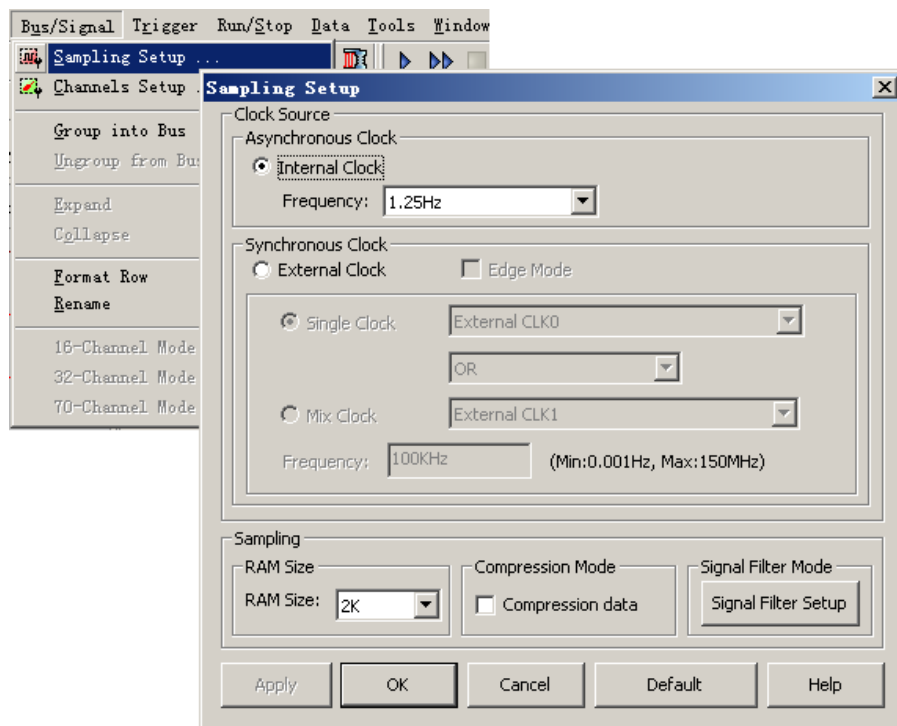 Bus/Signal Trigger Run/Stop Data Tools Window
Sampling Setup ...
Channels Setup
Group into Bus
Ungroup from Bus
Expand
Collapse
Format Row
Rename
16-Channel Mode
32-Channel Mode
70-Channel Mode
Sampling Setup
Clock Source
Asynchronous Clock
Internal Clock
Frequency: 1.25Hz
Synchronous Clock
External Clock Edge Mode
Single Clock External CLK0
OR
Mix Clock External CLK1
Frequency: 100KHz (Min:0.001Hz, Max:150MHz)
Sampling
RAM Size Compression Mode Signal Filter Mode
RAM Size: 2K Compression data Signal Filter Setup
Apply OK Cancel Default Help